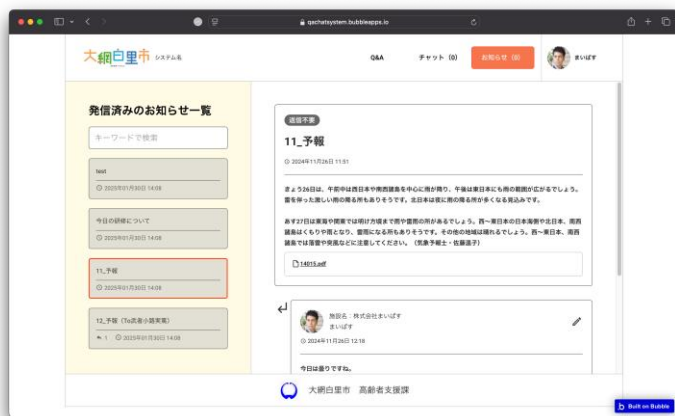 qachatsystem.bubbleapps.io
大網白里市 システム名
Q&A
チャット (0)
お知らせ (0)
まいぱす
発信済みのお知らせ一覧
キーワードで検索
test
2025年01月30日 14:08
今日の研修について
2025年01月30日 14:08
11_予報
2025年01月30日 14:08
12_予報（To武者小路実篤）
1 2025年01月30日 14:08
返信不要
11_予報
2024年11月26日 11:51
きょう26日は、午前中は西日本や南西諸島を中心に雨が降り、午後は東日本にも雨の範囲が広がるでしょう。
雷を伴った激しい雨の降る所もありそうです。北日本は夜に雨の降る所が多くなる見込みです。
あす27日は東海や関東では明け方頃まで雨や雷雨の所があるでしょう。西〜東日本の日本海側や北日本、南西
諸島はくもりや雨となり、雷雨になる所もありそうです。その他の地域は晴れるでしょう。西〜東日本、南西
諸島では落雷や突風などに注意してください。（気象予報士・佐藤温子）
14015.pdf
施設名：株式会社まいぱす
まいぱす
2024年11月26日 12:18
今日は曇りですね。
大網白里市 高齢者支援課
Built on Bubble